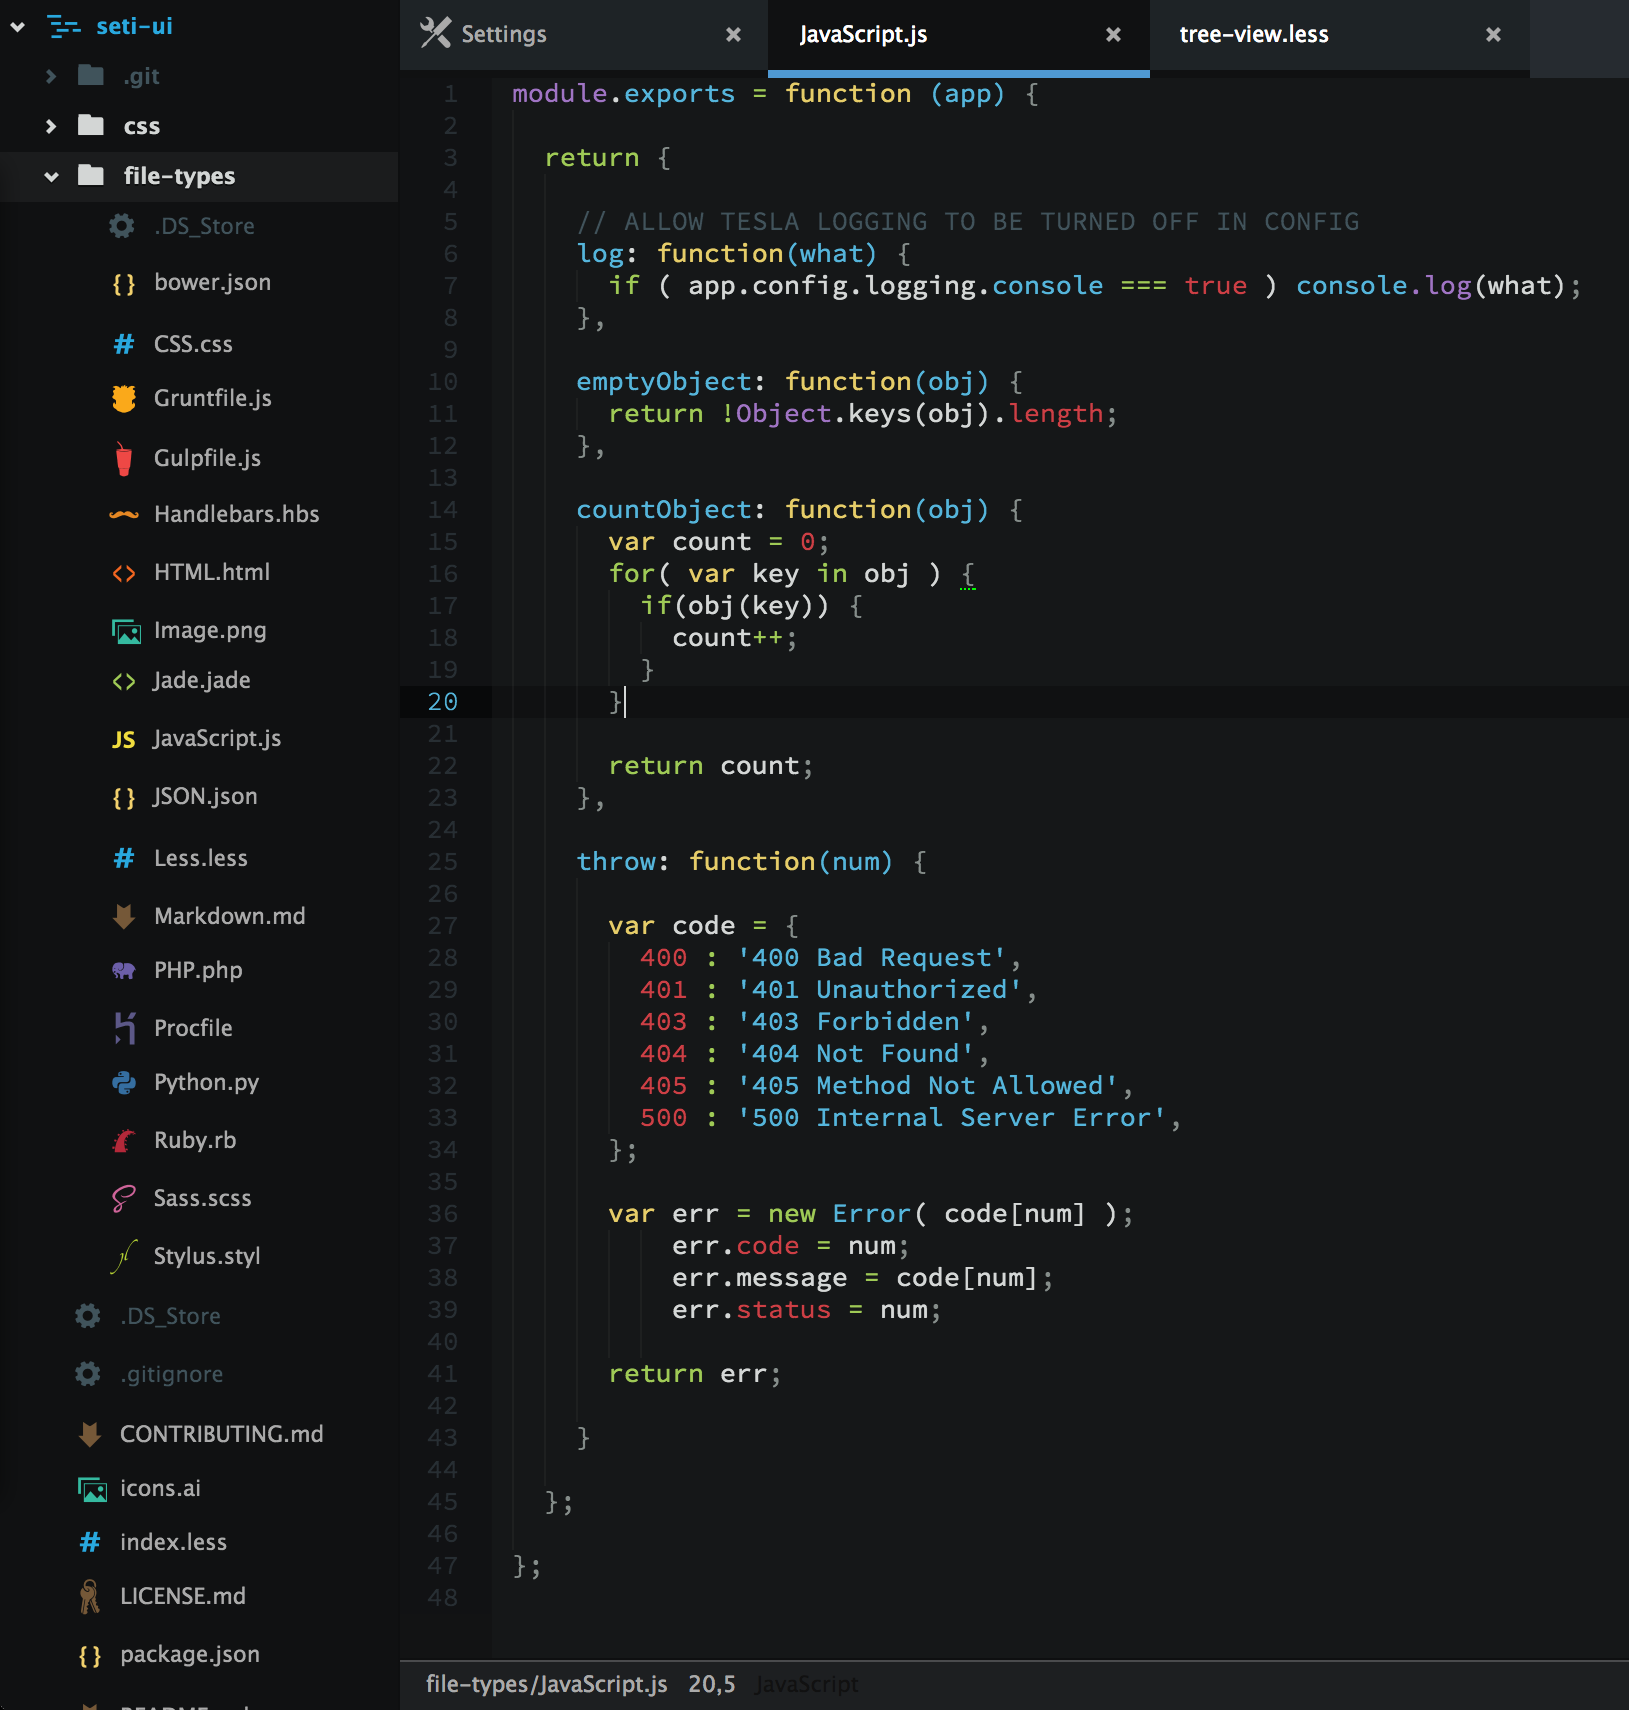 seti-ui
.git
css
file-types
.DS_Store
bower.json
CSS.css
Gruntfile.js
Gulpfile.js
Handlebars.hbs
HTML.html
Image.png
Jade.jade
JS JavaScript.js
JSON.json
Less.less
Markdown.md
PHP.php
Procfile
Python.py
Ruby.rb
Sass.scss
Stylus.styl
.DS_Store
.gitignore
CONTRIBUTING.md
icons.ai
index.less
LICENSE.md
package.json
Settings × JavaScript.js × tree-view.less ×
1 module.exports = function (app) {
2
3   return {
4
5     // ALLOW TESLA LOGGING TO BE TURNED OFF IN CONFIG
6     log: function(what) {
7       if ( app.config.logging.console === true ) console.log(what);
8     },
9
10     emptyObject: function(obj) {
11       return !Object.keys(obj).length;
12     },
13
14     countObject: function(obj) {
15       var count = 0;
16       for( var key in obj ) {
17         if(obj(key)) {
18           count++;
19         }
20       }
21
22       return count;
23     },
24
25     throw: function(num) {
26
27       var code = {
28         400 : '400 Bad Request',
29         401 : '401 Unauthorized',
30         403 : '403 Forbidden',
31         404 : '404 Not Found',
32         405 : '405 Method Not Allowed',
33         500 : '500 Internal Server Error',
34       };
35
36       var err = new Error( code[num] );
37           err.code = num;
38           err.message = code[num];
39           err.status = num;
40
41       return err;
42
43     }
44
45   };
46
47 };
48
file-types/JavaScript.js 20,5 JavaScript